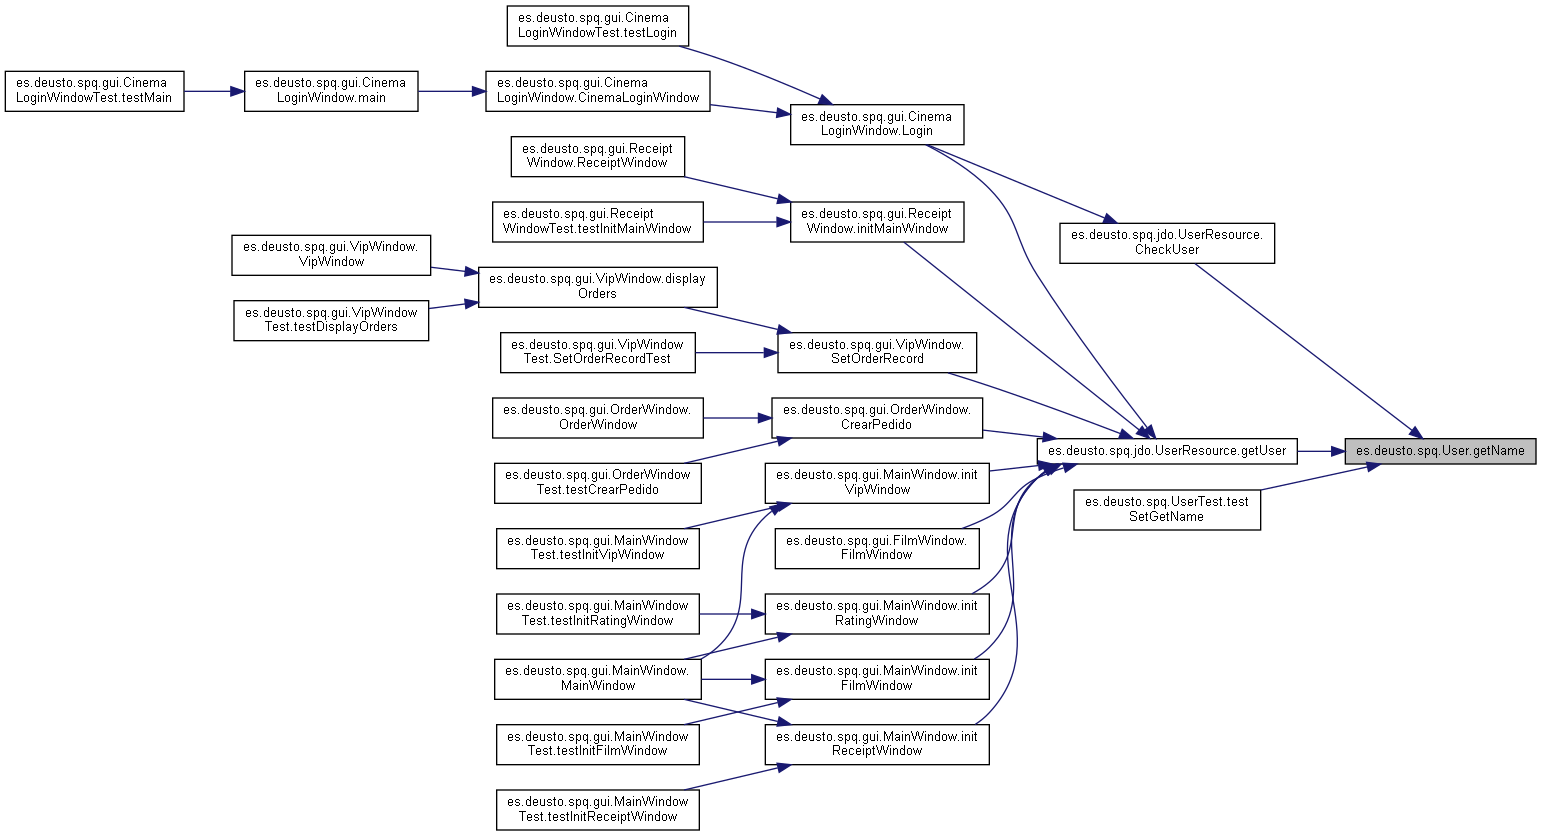 es.deusto.spq.gui.Cinema
LoginWindowTest.testLogin
es.deusto.spq.gui.Cinema
LoginWindowTest.testMain
es.deusto.spq.gui.Cinema
LoginWindow.main
es.deusto.spq.gui.Cinema
LoginWindow.CinemaLoginWindow
es.deusto.spq.gui.Cinema
LoginWindow.Login
es.deusto.spq.gui.Receipt
Window.ReceiptWindow
es.deusto.spq.gui.Receipt
WindowTest.testInitMainWindow
es.deusto.spq.gui.Receipt
Window.initMainWindow
es.deusto.spq.jdo.UserResource.
CheckUser
es.deusto.spq.gui.VipWindow.
VipWindow
es.deusto.spq.gui.VipWindow.display
Orders
es.deusto.spq.gui.VipWindow
Test.testDisplayOrders
es.deusto.spq.gui.VipWindow
Test.SetOrderRecordTest
es.deusto.spq.gui.VipWindow.
SetOrderRecord
es.deusto.spq.gui.OrderWindow.
OrderWindow
es.deusto.spq.gui.OrderWindow.
CrearPedido
es.deusto.spq.jdo.UserResource.getUser
es.deusto.spq.User.getName
es.deusto.spq.gui.OrderWindow
Test.testCrearPedido
es.deusto.spq.gui.MainWindow.init
VipWindow
es.deusto.spq.UserTest.test
SetGetName
es.deusto.spq.gui.MainWindow
Test.testInitVipWindow
es.deusto.spq.gui.FilmWindow.
FilmWindow
es.deusto.spq.gui.MainWindow
Test.testInitRatingWindow
es.deusto.spq.gui.MainWindow.init
RatingWindow
es.deusto.spq.gui.MainWindow.
MainWindow
es.deusto.spq.gui.MainWindow.init
FilmWindow
es.deusto.spq.gui.MainWindow
Test.testInitFilmWindow
es.deusto.spq.gui.MainWindow.init
ReceiptWindow
es.deusto.spq.gui.MainWindow
Test.testInitReceiptWindow